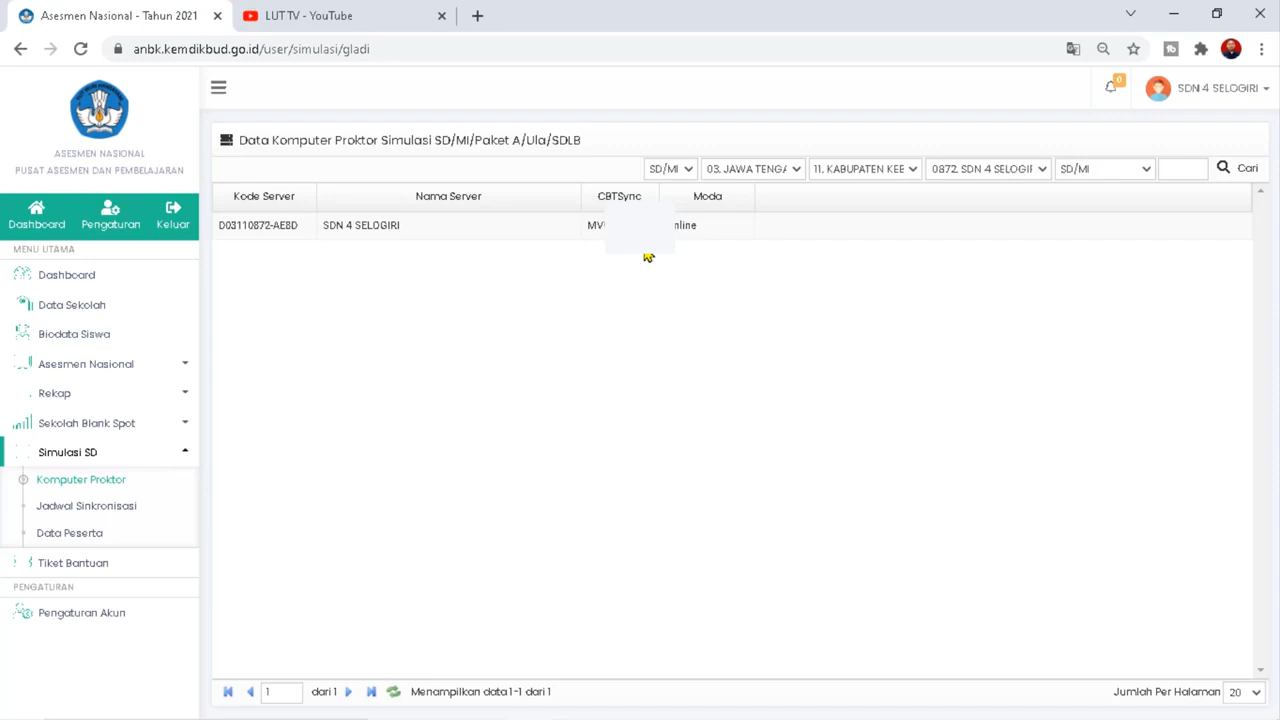 Asesmen Nasional - Tahun 2021
LUT TV - YouTube
anbk.kemdikbud.go.id/user/simulasi/gladi
ASESMEN NASIONAL
PUSAT ASESMEN DAN PEMBELAJARAN
Dashboard Pengaturan Keluar
MENU UTAMA
Dashboard
Data Sekolah
Biodata Siswa
Asesmen Nasional
Rekap
Sekolah Blank Spot
Simulasi SD
Komputer Proktor
Jadwal Sinkronisasi
Data Peserta
Tiket Bantuan
PENGATURAN
Pengaturan Akun
0
SDN 4 SELOGIRI
Data Komputer Proktor Simulasi SD/MI/Paket A/Ula/SDLB
SD/MI 03. JAWA TENGA 11. KABUPATEN KEB 0872. SDN 4 SELOGIR SD/MI Cari
Kode Server Nama Server CBTSync Moda
SDN 4 SELOGIRI nline
1 dari 1 Menampilkan data 1-1 dari 1 Jumlah Per Halaman 20